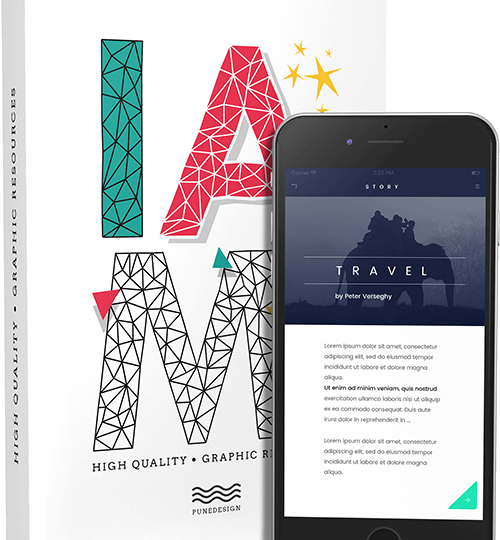 HIGH QUALITY • GRAPHIC RESOURCES
IA
M
HIGH QUALITY • GRAPHIC RE
PUNEDESIGN
Carrier
STORY
TRAVEL
by Peter Verseghy
Lorem ipsum dolor sit amet, consectetur
adipiscing elit, sed do eiusmod tempor
incididunt ut labore et dolore magna
aliqua.
Ut enim ad minim veniam, quis nostrud
exercitation ullamco laboris nisi ut aliquip
ex ea commodo consequat. Duis aute
irure dolor in reprehenderit in ...
Lorem ipsum dolor sit amet, consectetur
adipiscing elit, sed do eiusmod tempor
incididunt ut labore et dolore magna
aliqua.